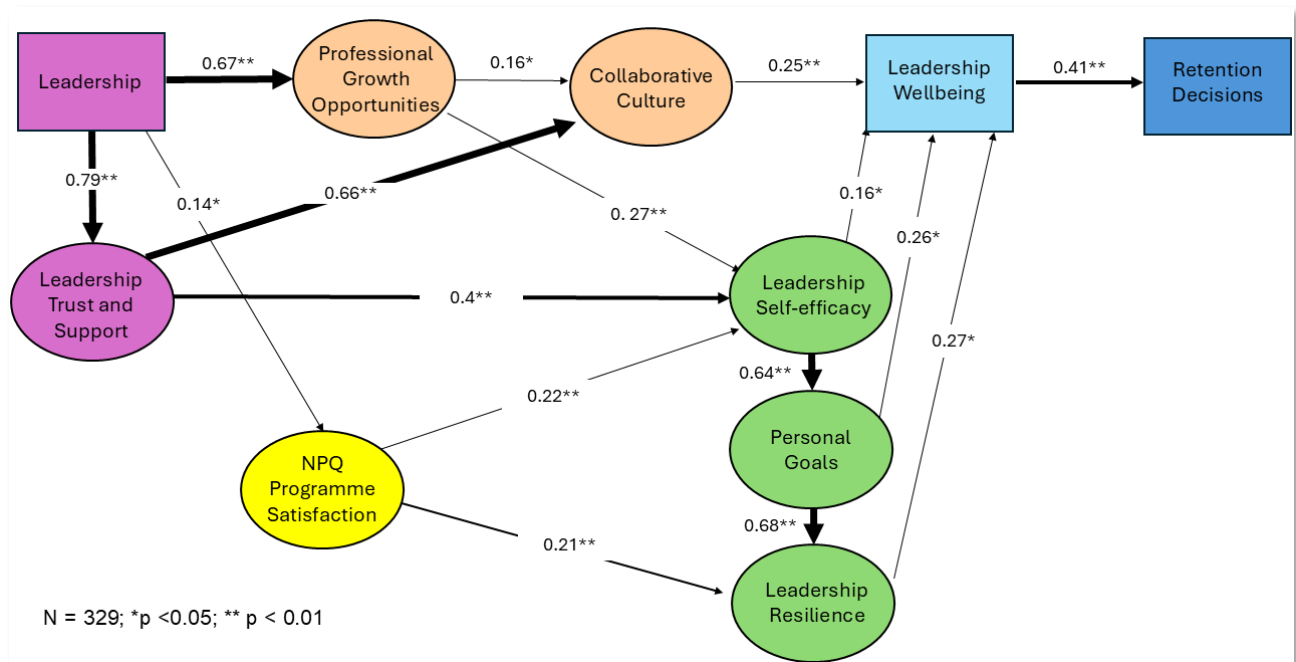 Leadership
0.67**
Professional
Growth
Opportunities
0.16*
Collaborative
Culture
0.25**
Leadership
Wellbeing
0.41**
Retention
Decisions
0.79**
0.14*
0.66**
0. 27**
0.16*
0.26*
Leadership
Trust and
Support
0.4**
Leadership
Self-efficacy
0.27*
0.64**
0.22**
Personal
Goals
NPQ
Programme
Satisfaction
0.68**
0.21**
Leadership
Resilience
N = 329; *p <0.05; ** p < 0.01